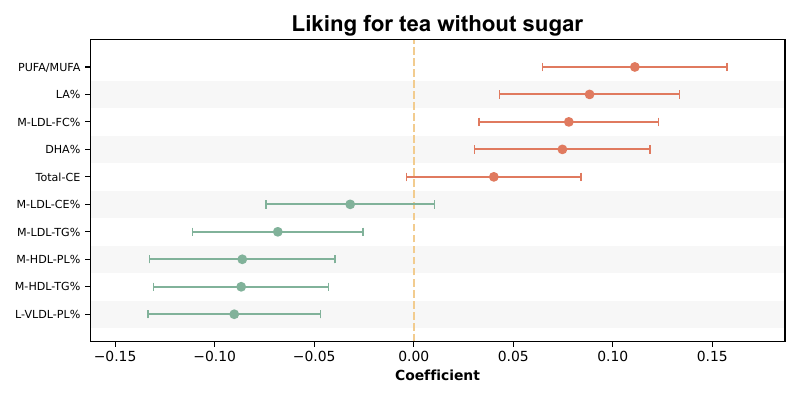 Liking for tea without sugar
PUFA/MUFA
LA%
M-LDL-FC%
DHA%
Total-CE
M-LDL-CE%
M-LDL-TG%
M-HDL-PL%
M-HDL-TG%
L-VLDL-PL%
−0.15 −0.10 −0.05 0.00 0.05 0.10 0.15
Coefficient